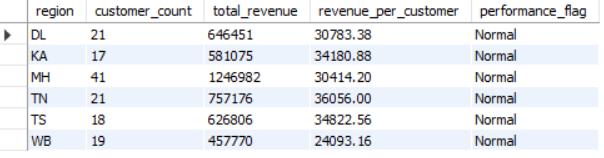 region customer_count total_revenue revenue_per_customer performance_flag
DL 21 646451 30783.38 Normal
KA 17 581075 34180.88 Normal
MH 41 1246982 30414.20 Normal
TN 21 757176 36056.00 Normal
TS 18 626806 34822.56 Normal
WB 19 457770 24093.16 Normal